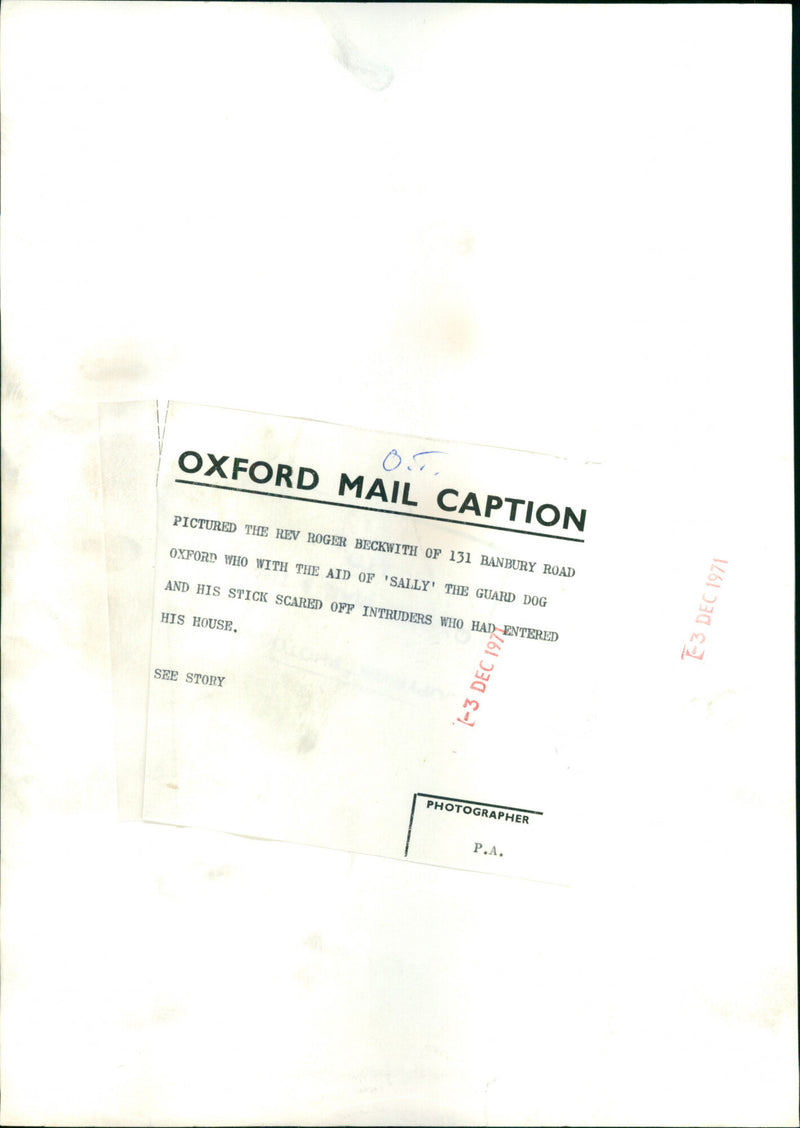 O.T.
OXFORD MAIL CAPTION
PICTURED THE REV ROGER BECKWITH OF 131 BANBURY ROAD
OXFORD WHO WITH THE AID OF 'SALLY' THE GUARD DOG
AND HIS STICK SCARED OFF INTRUDERS WHO HAD ENTERED
HIS HOUSE.
SEE STORY
-3 DEC 1971
-3 DEC 1971
PHOTOGRAPHER
P.A.